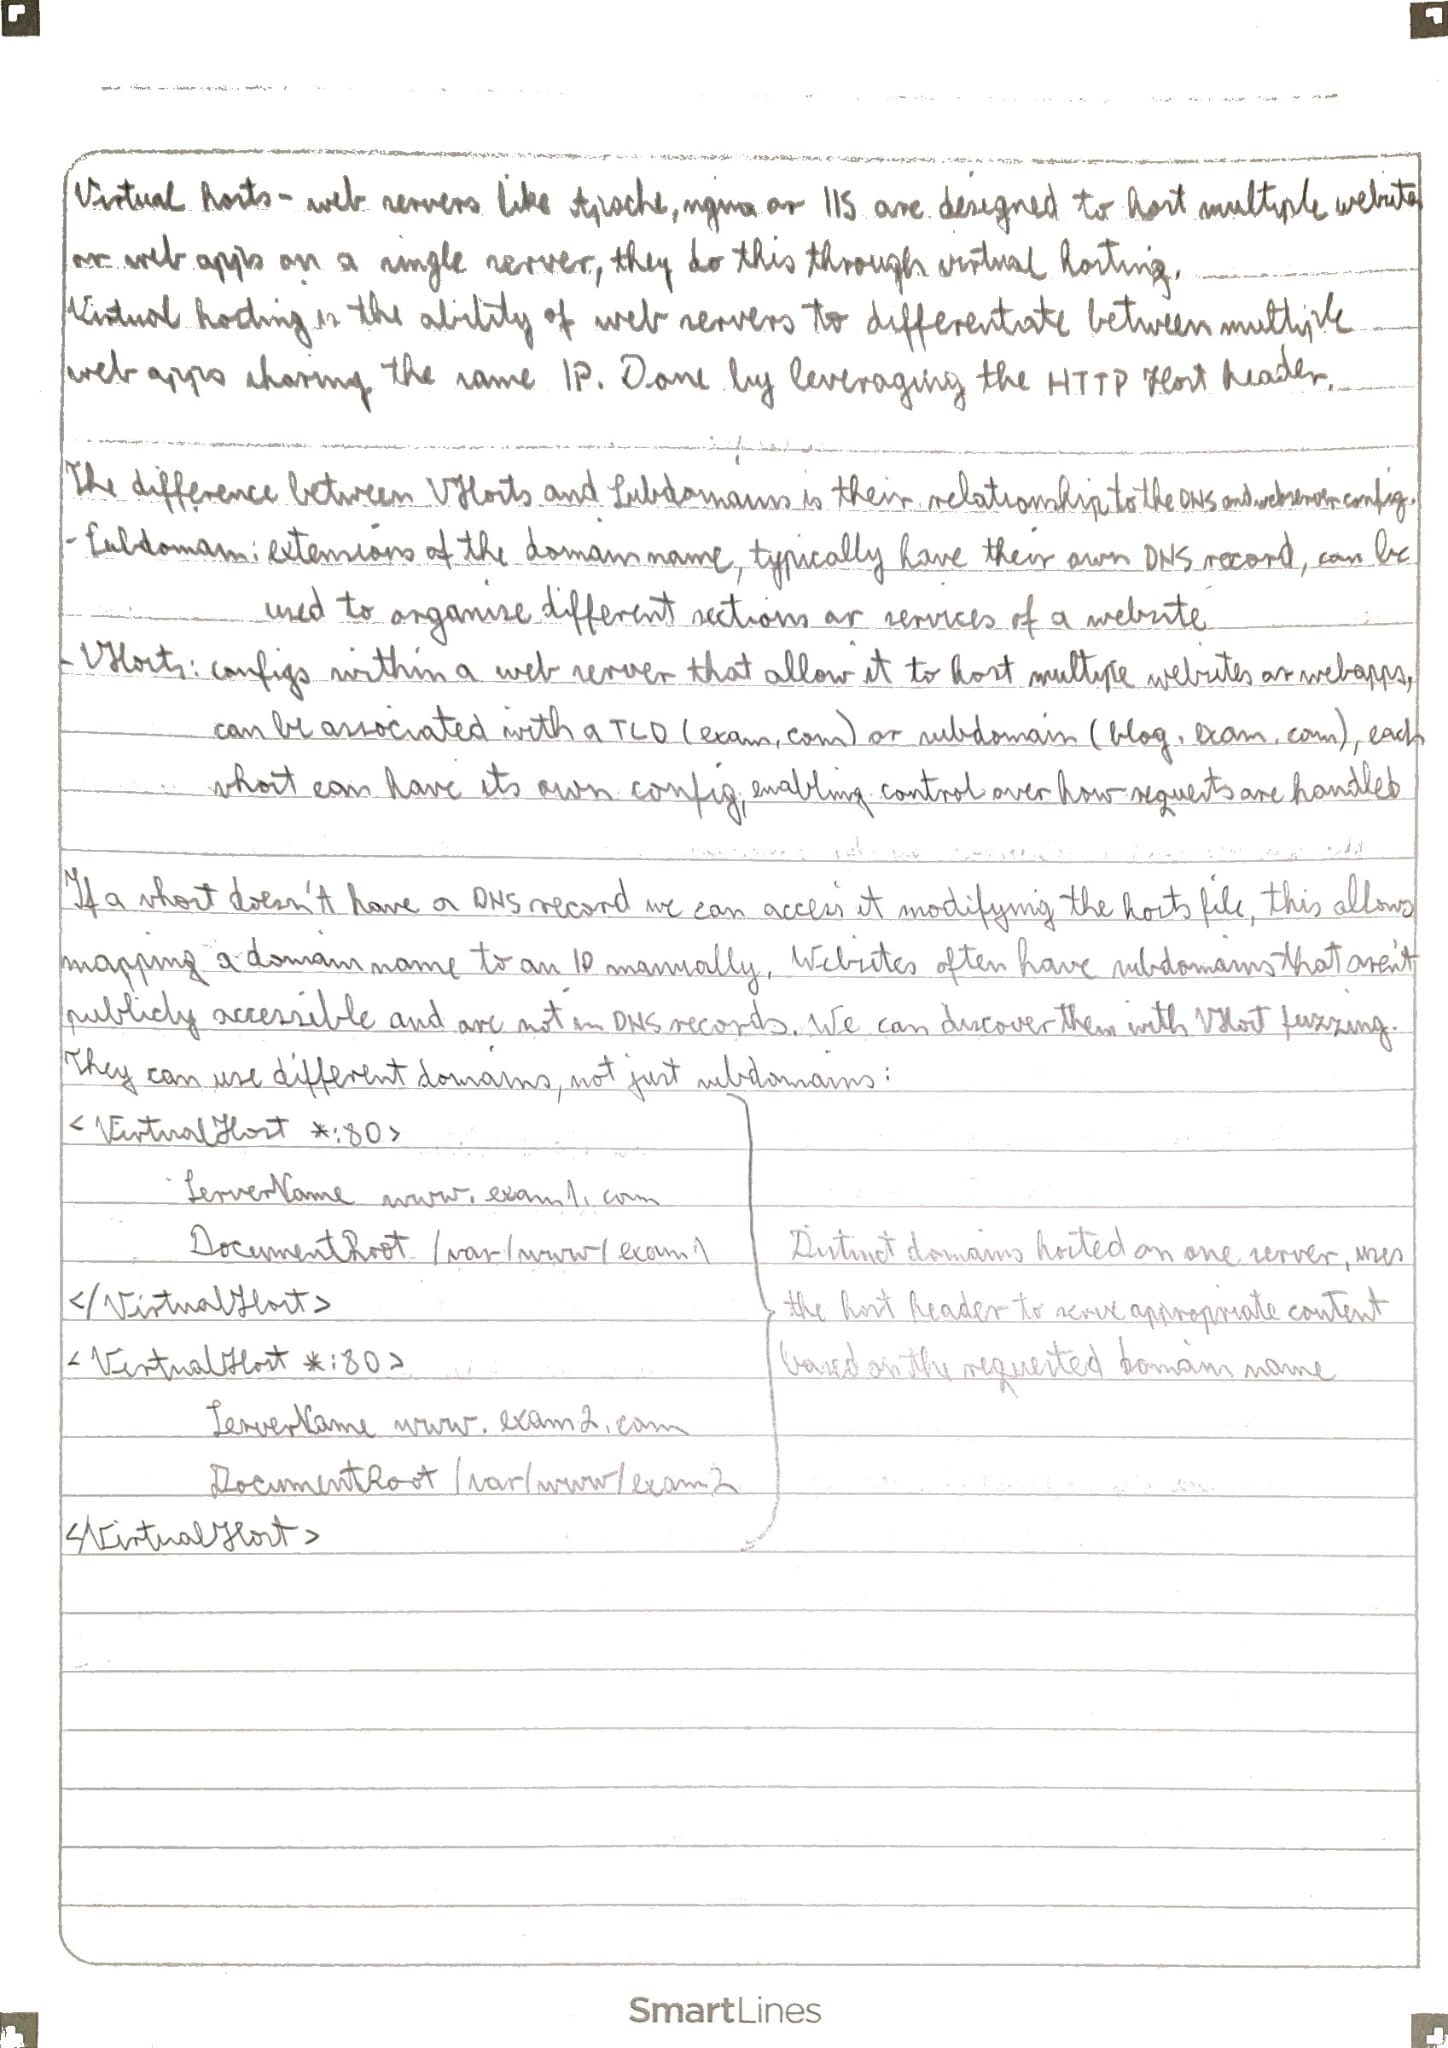 Virtual hosts - web servers like Apache, nginx or IIS are designed to host multiple websites
or web apps on a single server, they do this through virtual hosting.
Virtual hosting is the ability of web servers to differentiate between multiple
web apps sharing the same IP. Done by leveraging the HTTP Host header.
The difference between VHosts and Subdomains is their relationship to the DNS and webserver config.
- Subdomain: extensions of the domain name, typically have their own DNS record, can be
used to organise different sections or services of a website
- VHosts: configs within a web server that allow it to host multiple websites or webapps,
can be associated with a TLD (exam.com) or subdomain (blog.exam.com), each
vhost can have its own config, enabling control over how requests are handled
If a vhost doesn't have a DNS record we can access it modifying the hosts file, this allows
mapping a domain name to an IP manually. Websites often have subdomains that aren't
publicly accessible and are not in DNS records. We can discover them with VHost fuzzing.
They can use different domains, not just subdomains:
<VirtualHost *:80>
ServerName www.exam1.com
DocumentRoot /var/www/exam1
</VirtualHost>
<VirtualHost *:80>
ServerName www.exam2.com
DocumentRoot /var/www/exam2
</VirtualHost>
Distinct domains hosted on one server, uses
the host header to serve appropriate content
based on the requested domain name
SmartLines